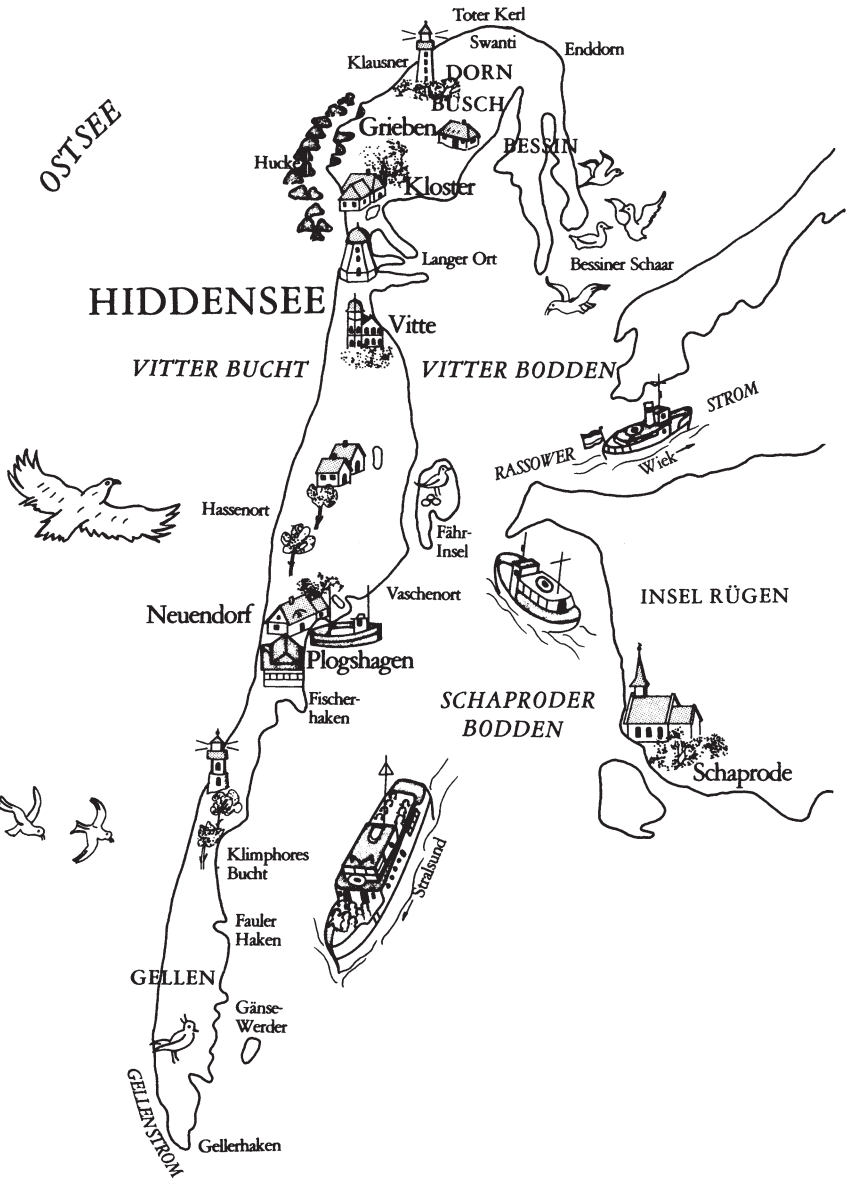 Toter Kerl
Swanti
Enddorn
Klausner
DORN
BUSCH
OSTSEE
Grieben
BESSIN
Hucke
Kloster
Langer Ort
Bessiner Schaar
HIDDENSEE
Vitte
VITTER BUCHT
VITTER BODDEN
STROM
RASSOWER
Wiek
Hassenort
Fähr-
Insel
Vaschenort
INSEL RÜGEN
Neuendorf
Plogshagen
Fischer-
haken
SCHAPRODER
BODDEN
Schaprode
Klimphores
Bucht
Stralsund
Fauler
Haken
GELLEN
Gänse-
Werder
GELLENSTROM
Gellerhaken